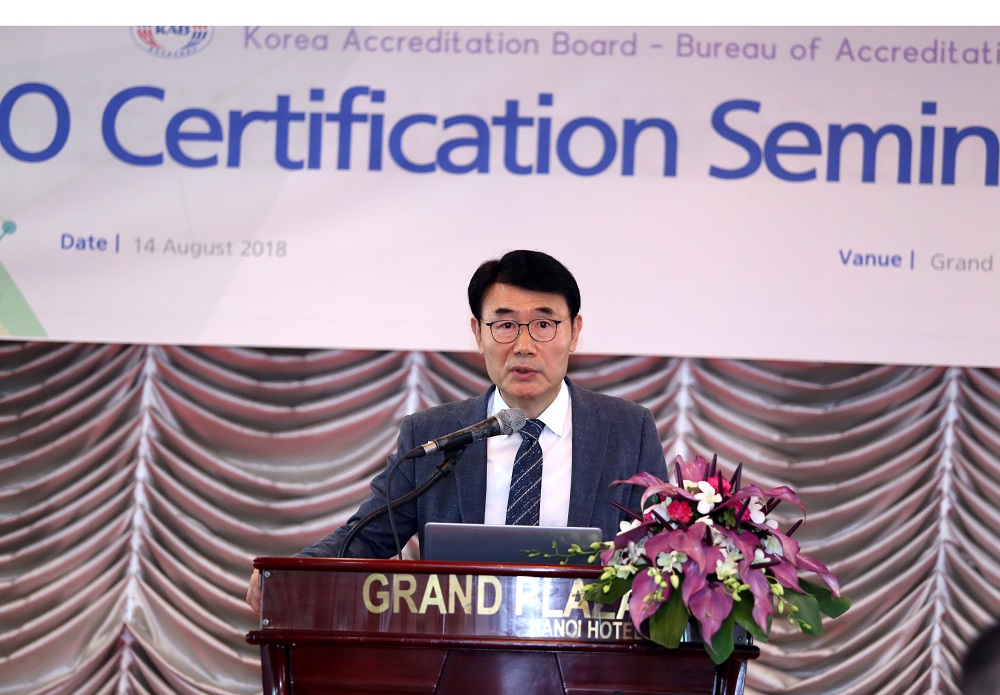 KAB
Korea Accreditation Board - Bureau of Accreditati
O Certification Semin
Date | 14 August 2018
Vanue | Grand
GRAND PLAZA
HANOI HOTEL